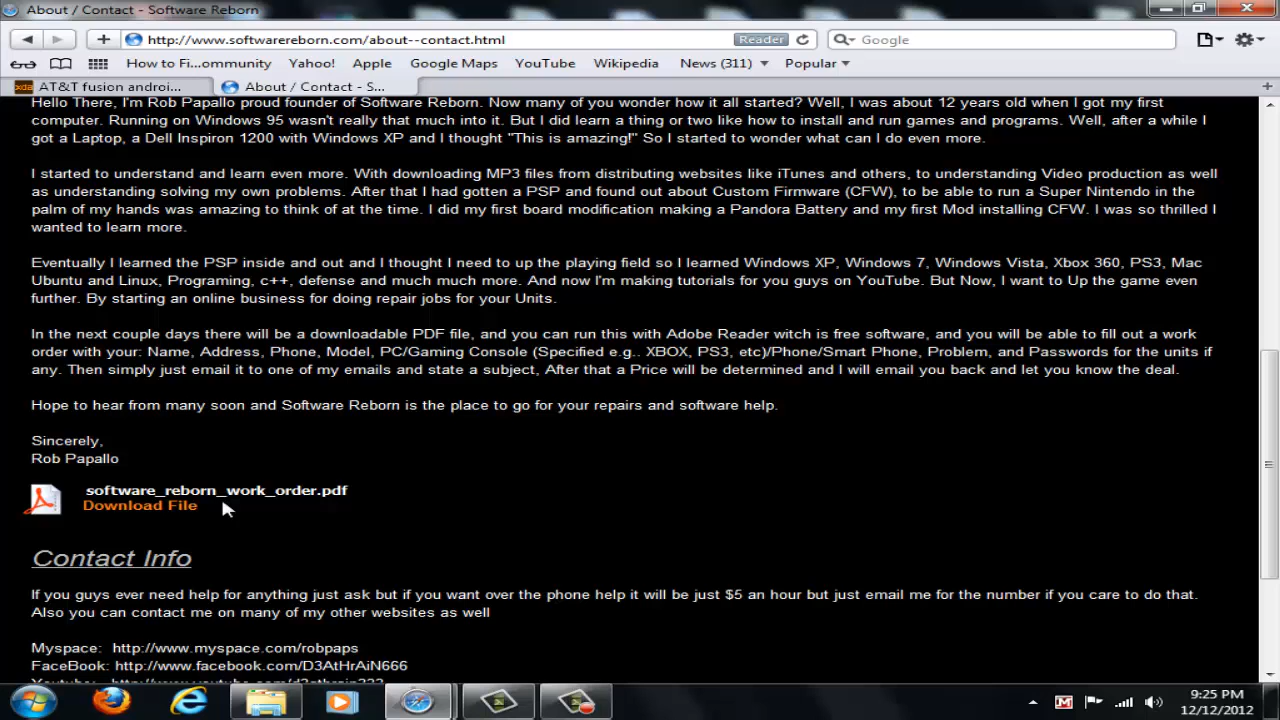 About / Contact - Software Reborn
http://www.softwarereborn.com/about--contact.html
Reader
Google
How to Fi...ommunity
Yahoo!
Apple
Google Maps
YouTube
Wikipedia
News (311)
Popular
xda
AT&T fusion androi...
About / Contact - S...
Hello There, I'm Rob Papallo proud founder of Software Reborn. Now many of you wonder how it all started? Well, I was about 12 years old when I got my first
computer. Running on Windows 95 wasn't really that much into it. But I did learn a thing or two like how to install and run games and programs. Well, after a while I
got a Laptop, a Dell Inspiron 1200 with Windows XP and I thought "This is amazing!" So I started to wonder what can I do even more.
I started to understand and learn even more. With downloading MP3 files from distributing websites like iTunes and others, to understanding Video production as well
as understanding solving my own problems. After that I had gotten a PSP and found out about Custom Firmware (CFW), to be able to run a Super Nintendo in the
palm of my hands was amazing to think of at the time. I did my first board modification making a Pandora Battery and my first Mod installing CFW. I was so thrilled I
wanted to learn more.
Eventually I learned the PSP inside and out and I thought I need to up the playing field so I learned Windows XP, Windows 7, Windows Vista, Xbox 360, PS3, Mac
Ubuntu and Linux, Programing, c++, defense and much much more. And now I'm making tutorials for you guys on YouTube. But Now, I want to Up the game even
further. By starting an online business for doing repair jobs for your Units.
In the next couple days there will be a downloadable PDF file, and you can run this with Adobe Reader witch is free software, and you will be able to fill out a work
order with your: Name, Address, Phone, Model, PC/Gaming Console (Specified e.g.. XBOX, PS3, etc)/Phone/Smart Phone, Problem, and Passwords for the units if
any. Then simply just email it to one of my emails and state a subject, After that a Price will be determined and I will email you back and let you know the deal.
Hope to hear from many soon and Software Reborn is the place to go for your repairs and software help.
Sincerely,
Rob Papallo
software_reborn_work_order.pdf
Download File
Contact Info
If you guys ever need help for anything just ask but if you want over the phone help it will be just $5 an hour but just email me for the number if you care to do that.
Also you can contact me on many of my other websites as well
Myspace: http://www.myspace.com/robpaps
FaceBook: http://www.facebook.com/D3AtHrAiN666
9:25 PM
12/12/2012